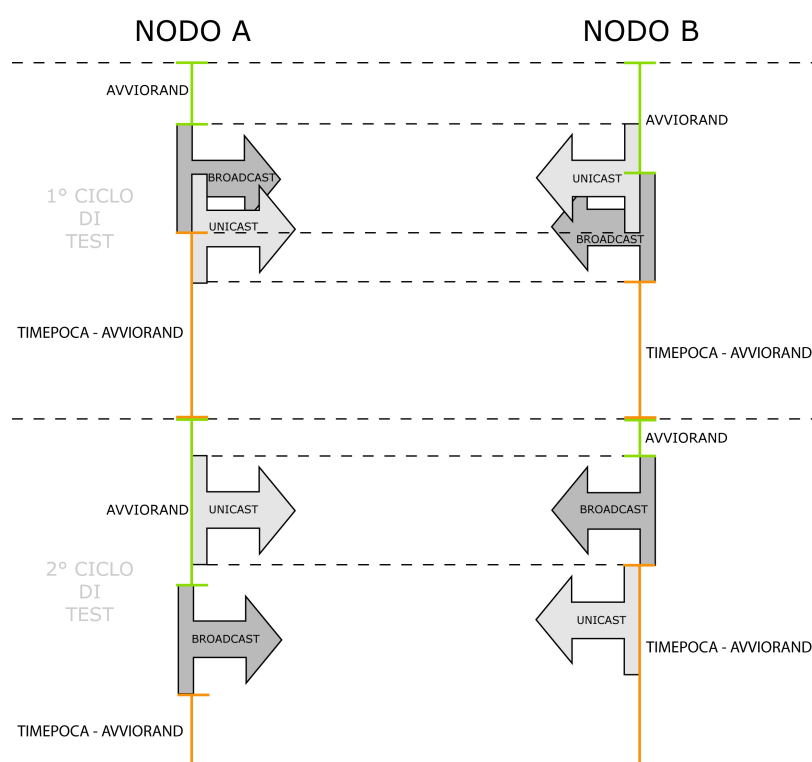 NODO A
NODO B
AVVIORAND
AVVIORAND
BROADCAST
UNICAST
1° CICLO
DI
TEST
UNICAST
BROADCAST
TIMEPOCA - AVVIORAND
TIMEPOCA - AVVIORAND
AVVIORAND
AVVIORAND
UNICAST
BROADCAST
2° CICLO
DI
TEST
BROADCAST
UNICAST
TIMEPOCA - AVVIORAND
TIMEPOCA - AVVIORAND